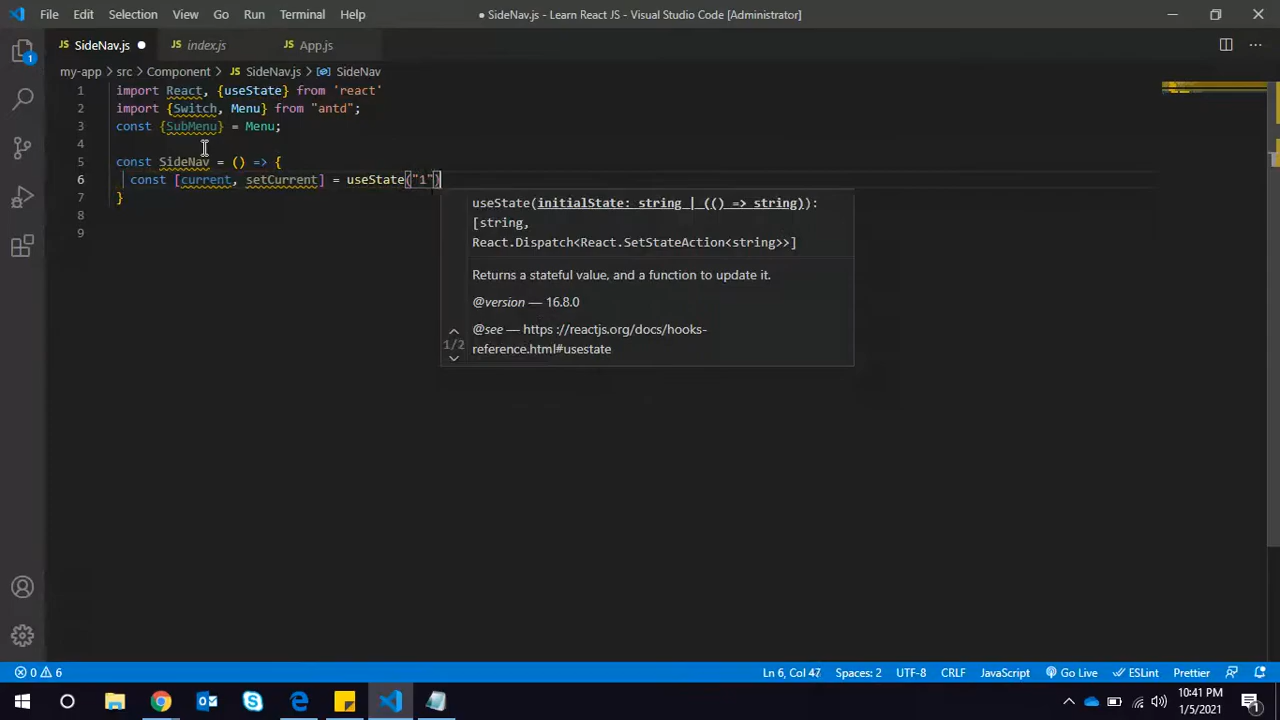 File Edit Selection View Go Run Terminal Help
● SideNav.js - Learn React JS - Visual Studio Code [Administrator]
JS SideNav.js ● JS index.js JS App.js
my-app > src > Component > JS SideNav.js > SideNav
1 import React, {useState} from 'react'
2 import {Switch, Menu} from "antd";
3 const {SubMenu} = Menu;
4
5 const SideNav = () => {
6 const [current, setCurrent] = useState("1")
7 }
8
9
useState(initialState: string | (() => string)):
[string,
React.Dispatch<React.SetStateAction<string>>]
Returns a stateful value, and a function to update it.
@version — 16.8.0
@see — https ://reactjs.org/docs/hooks-
1/2
reference.html#usestate
1
0 6 Ln 6, Col 47 Spaces: 2 UTF-8 CRLF JavaScript Go Live ESLint Prettier
10:41 PM
1/5/2021
1